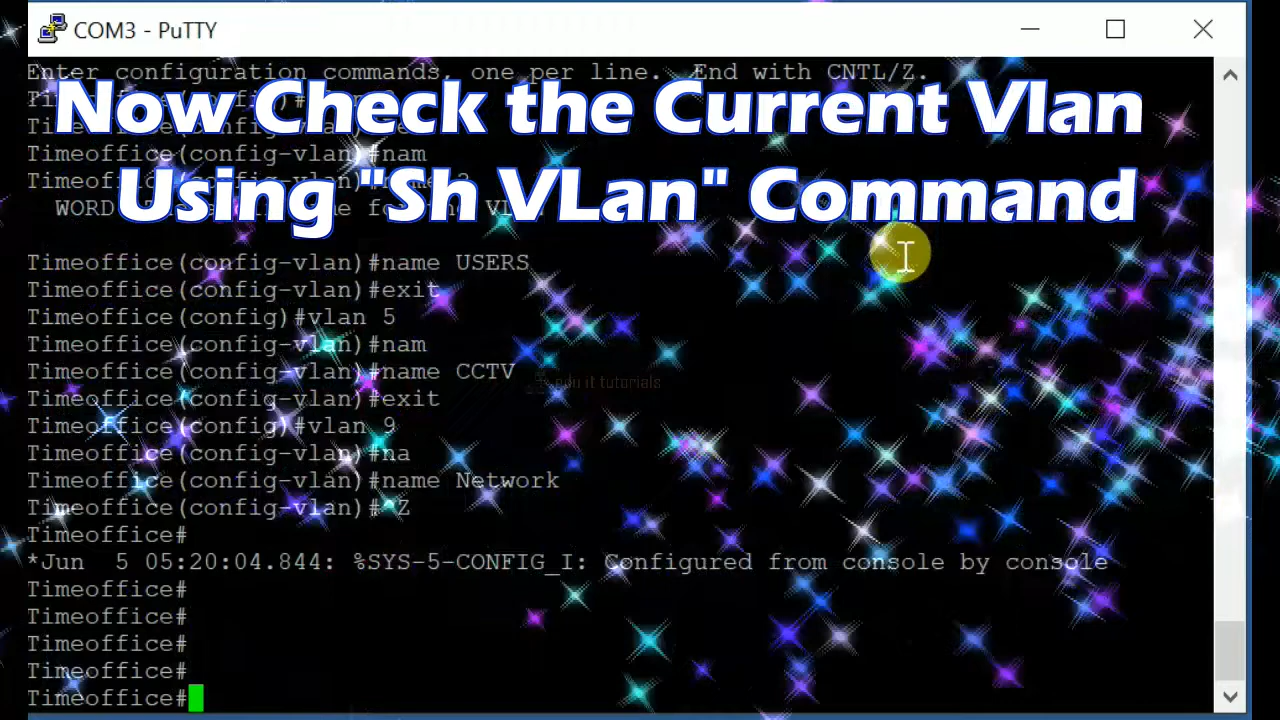 COM3 - PuTTY
Enter configuration commands, one per line. End with CNTL/Z.
Now Check the Current Vlan
Using "Sh VLan" Command
Timeoffice(config-vlan)#nam
WORD
Timeoffice(config-vlan)#name USERS
Timeoffice(config-vlan)#exit
Timeoffice(config)#vlan 5
Timeoffice(config-vlan)#nam
Timeoffice(config-vlan)#name CCTV
edu it tutorials
Timeoffice(config-vlan)#exit
Timeoffice(config)#vlan 9
Timeoffice(config-vlan)#na
Timeoffice(config-vlan)#name Network
Timeoffice(config-vlan)#^Z
Timeoffice#
*Jun  5 05:20:04.844: %SYS-5-CONFIG_I: Configured from console by console
Timeoffice#
Timeoffice#
Timeoffice#
Timeoffice#
Timeoffice#